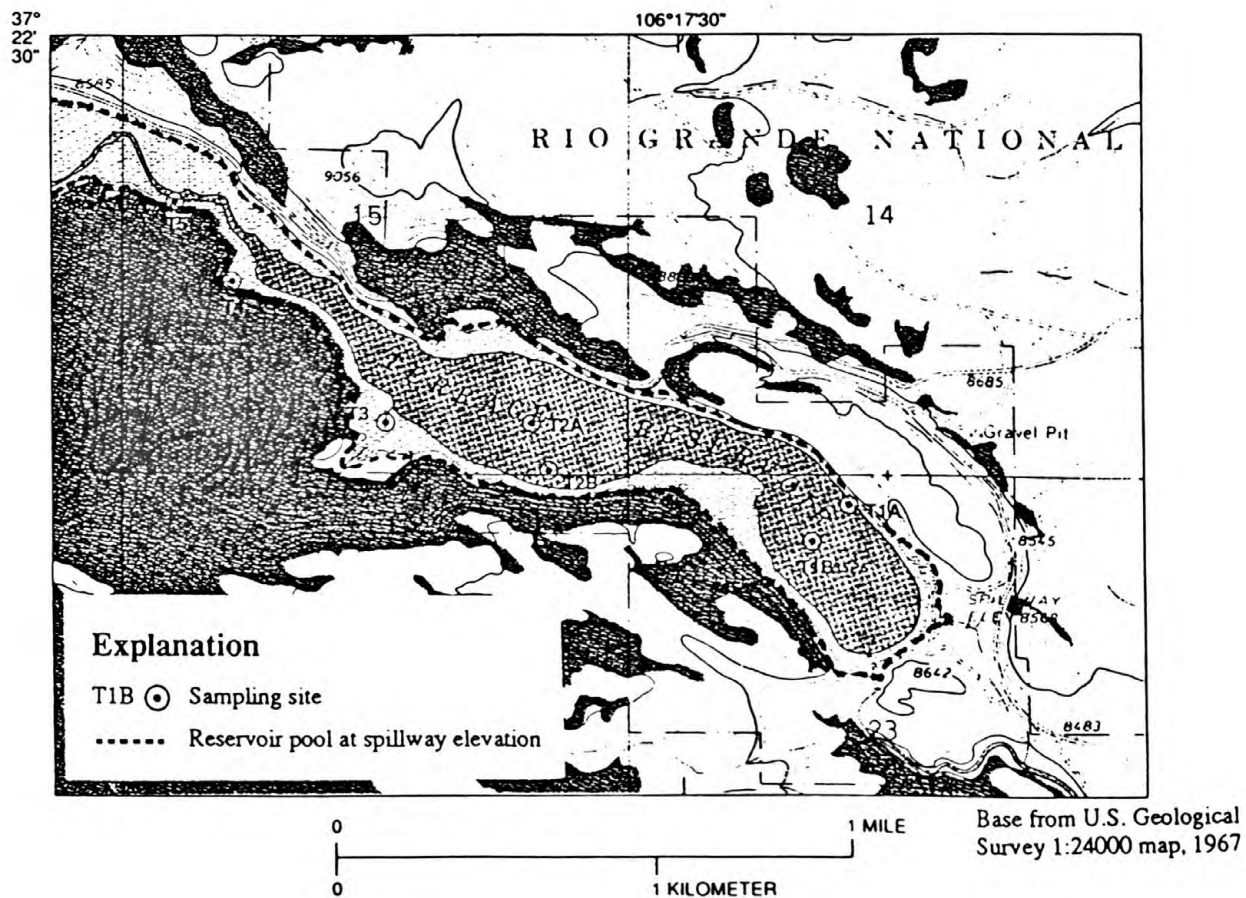 37°
22'
30"
106°17'30"
8585
RIO GRANDE NATIONAL
9056
15
14
8685
T3
T2A
Gravel Pit
T2B
T1A
T1B
8545
SPILLWAY
ELEV 8568
8642
23
8483
Explanation
T1B Sampling site
Reservoir pool at spillway elevation
0 1 MILE
0 1 KILOMETER
Base from U.S. Geological
Survey 1:24000 map, 1967